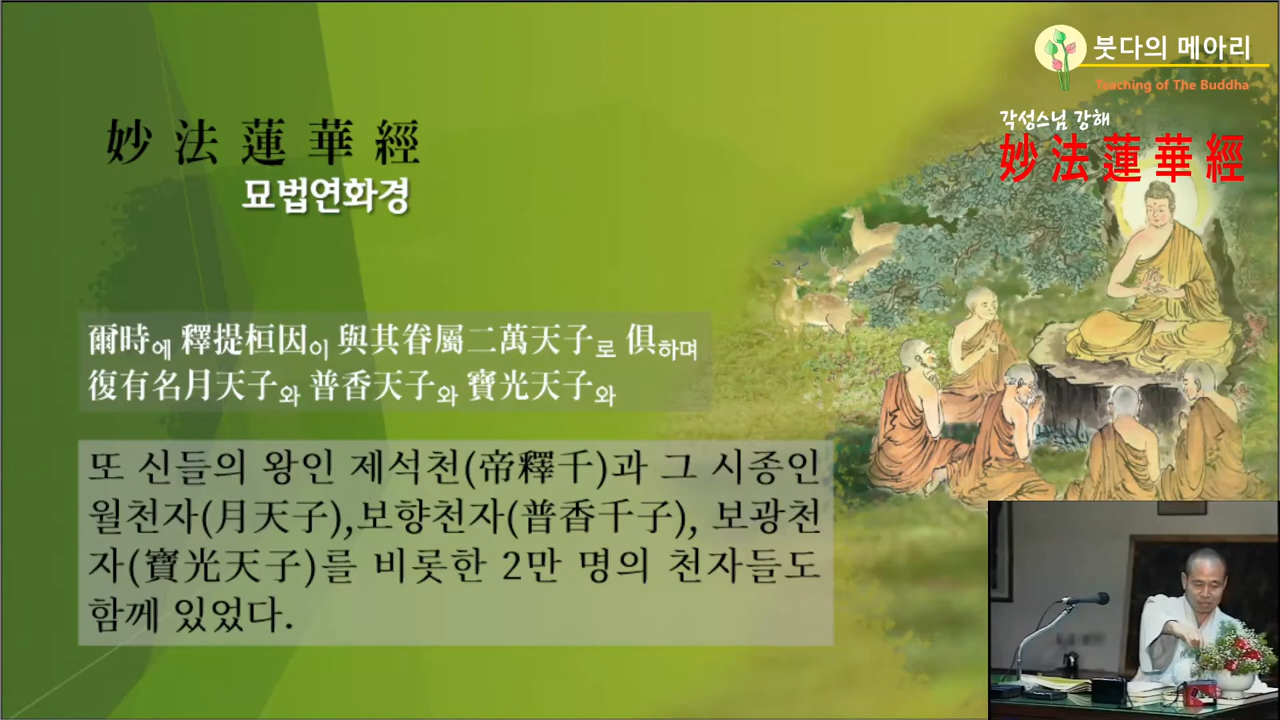 붓다의 메아리
Teaching of The Buddha
각성스님 강해
妙法蓮華經
妙法蓮華經
묘법연화경
爾時에 釋提桓因이 與其眷屬二萬天子로 俱하며
復有名月天子와 普香天子와 寶光天子와
또 신들의 왕인 제석천(帝釋千)과 그 시종인
월천자(月天子),보향천자(普香千子), 보광천
자(寶光天子)를 비롯한 2만 명의 천자들도
함께 있었다.